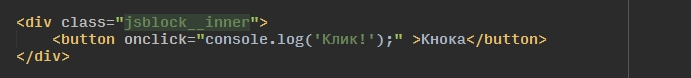 <div class="jsblock__inner">
<button onclick="console.log('Клик!');" >Кнока</button>
</div>